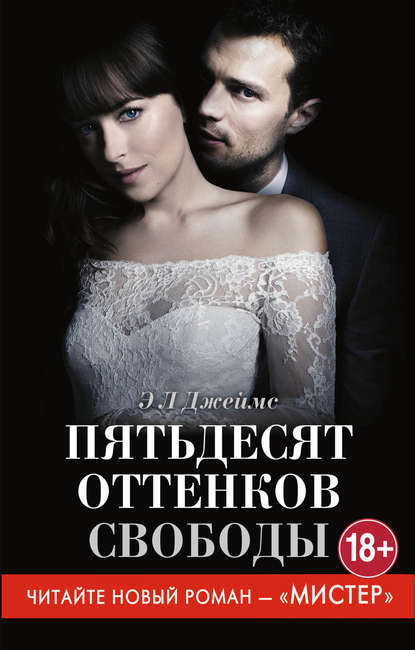 Э Л Джеймс
ПЯТЬДЕСЯТ
ОТТЕНКОВ
СВОБОДЫ
18+
ЧИТАЙТЕ НОВЫЙ РОМАН — «МИСТЕР»